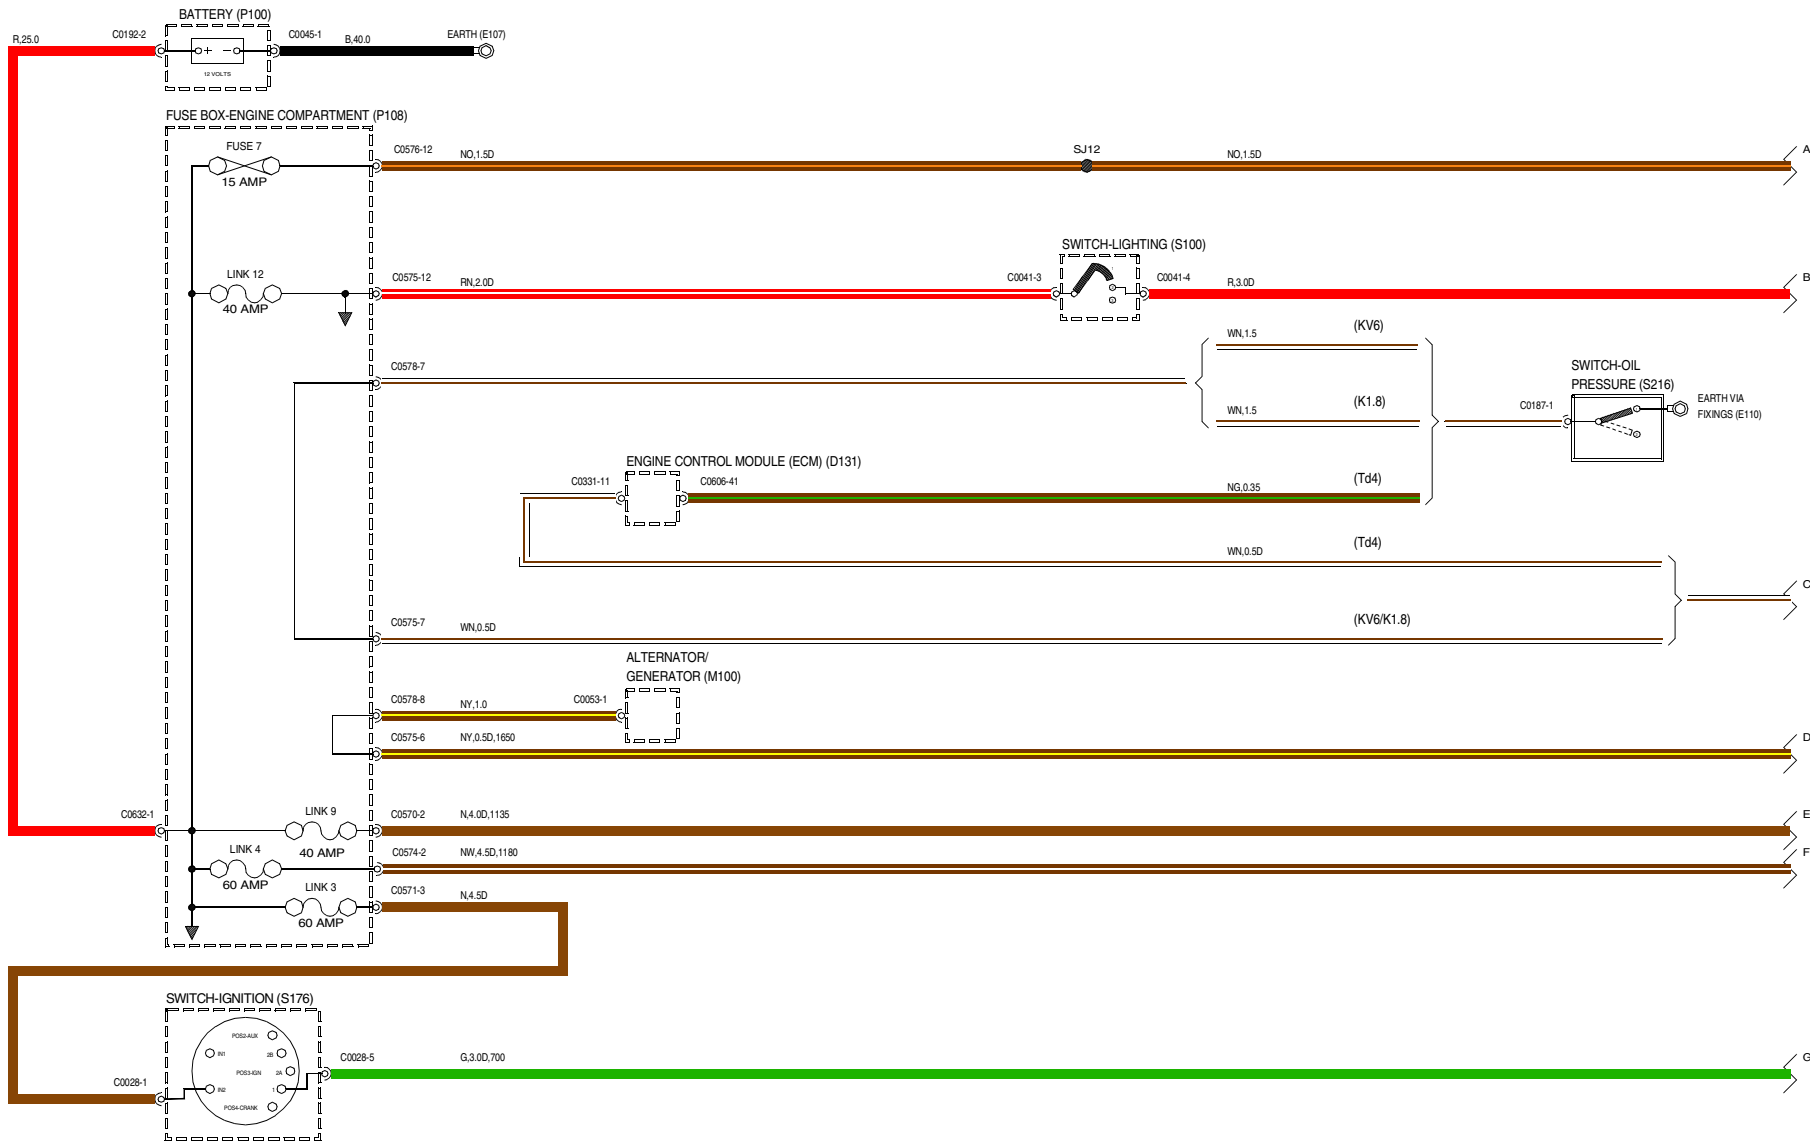 BATTERY (P100)
R,25.0
C0192-2
C0045-1
B,40.0
EARTH (E107)
+
−
12 VOLTS
FUSE BOX-ENGINE COMPARTMENT (P108)
FUSE 7
15 AMP
C0576-12
NO,1.5D
SJ12
NO,1.5D
A
SWITCH-LIGHTING (S100)
LINK 12
40 AMP
C0575-12
RN,2.0D
C0041-3
C0041-4
R,3.0D
B
WN,1.5
(KV6)
C0578-7
SWITCH-OIL
PRESSURE (S216)
WN,1.5
(K1.8)
C0187-1
EARTH VIA
FIXINGS (E110)
ENGINE CONTROL MODULE (ECM) (D131)
C0331-11
C0606-41
NG,0.35
(Td4)
WN,0.5D
(Td4)
C
C0575-7
WN,0.5D
(KV6/K1.8)
ALTERNATOR/
GENERATOR (M100)
C0578-8
NY,1.0
C0053-1
C0575-6
NY,0.5D,1650
D
C0632-1
LINK 9
40 AMP
C0570-2
N,4.0D,1135
E
LINK 4
60 AMP
C0574-2
NW,4.5D,1180
F
LINK 3
60 AMP
C0571-3
N,4.5D
SWITCH-IGNITION (S176)
POS2-AUX
IN1
2B
POS3-IGN
2A
IN2
1
POS4-CRANK
C0028-1
C0028-5
G,3.0D,700
G